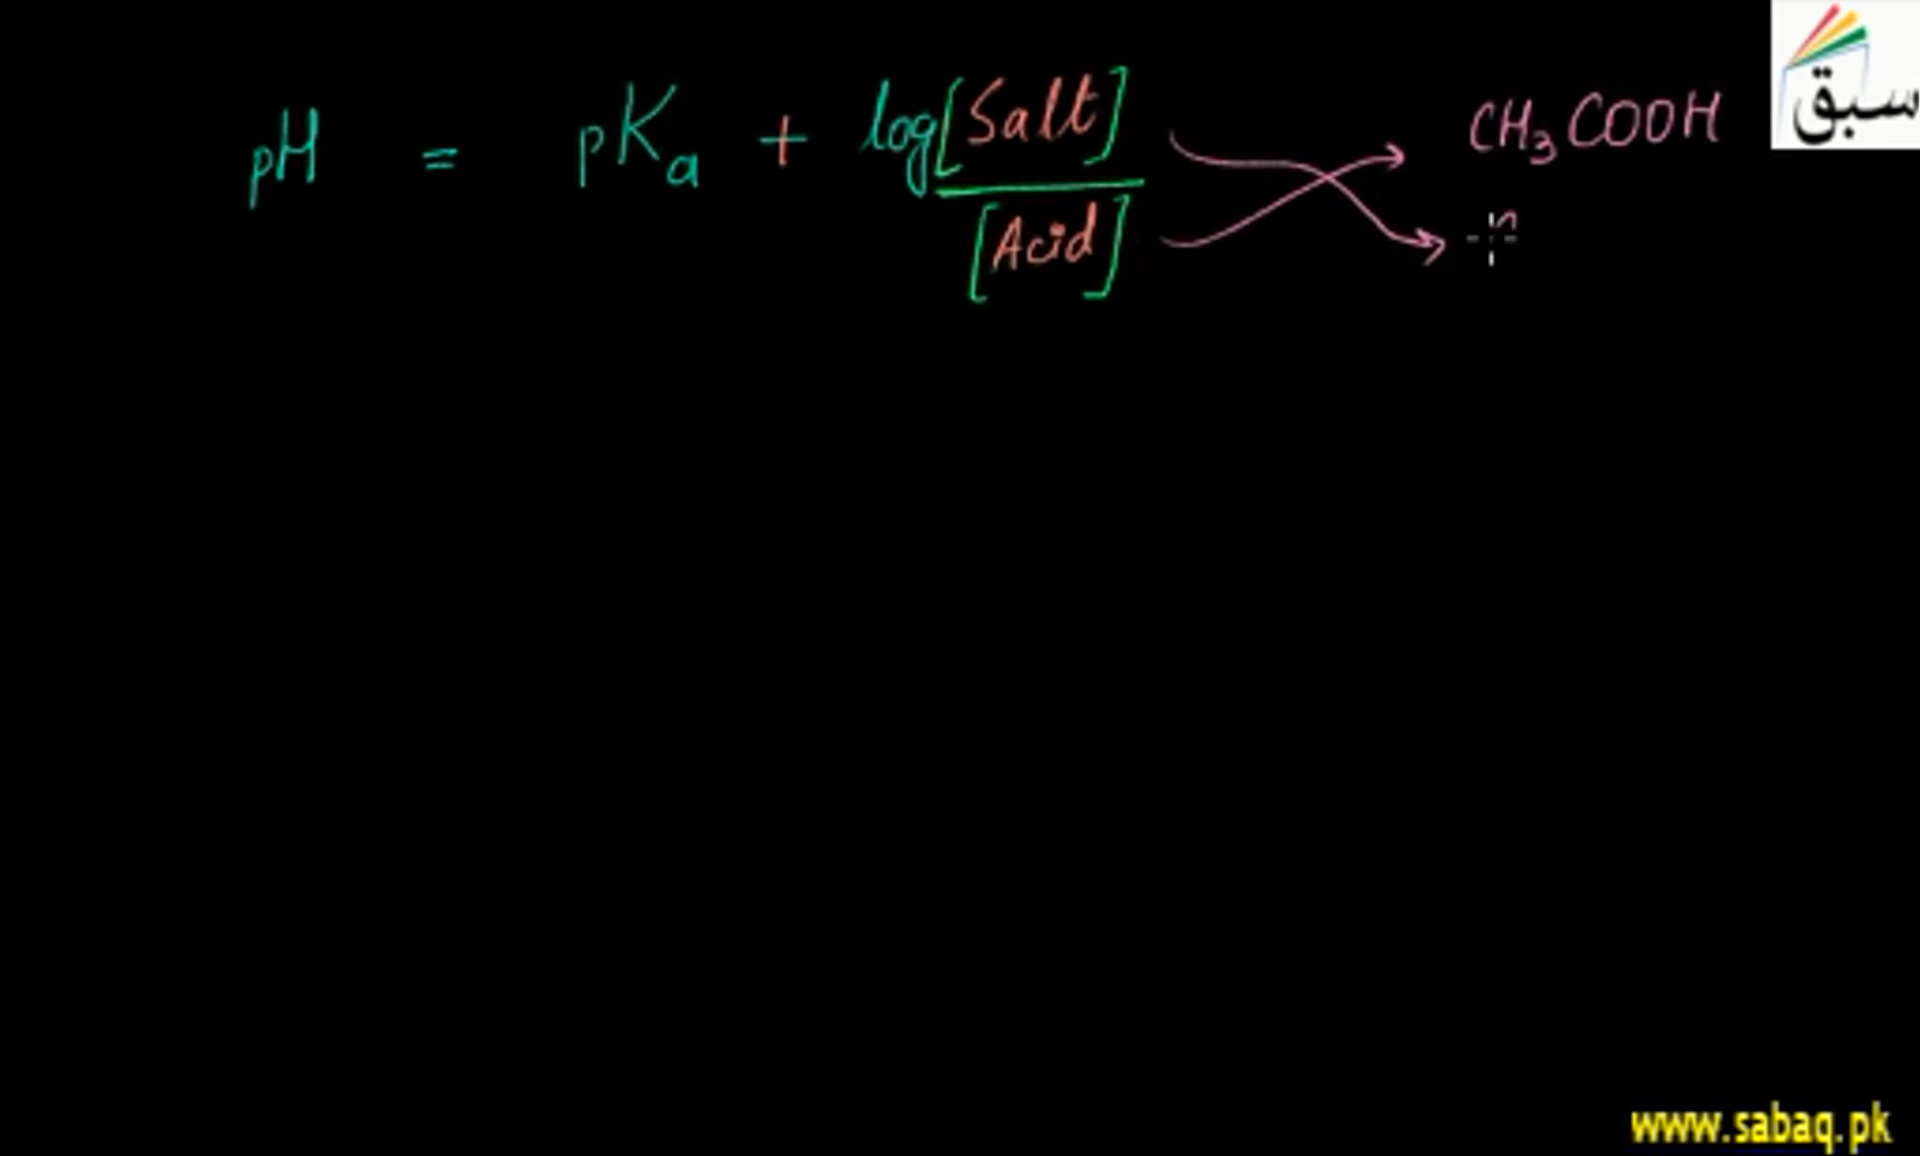 pH = pKa + log[Salt] CH₃COOH
[Acid]
سبق
www.sabaq.pk